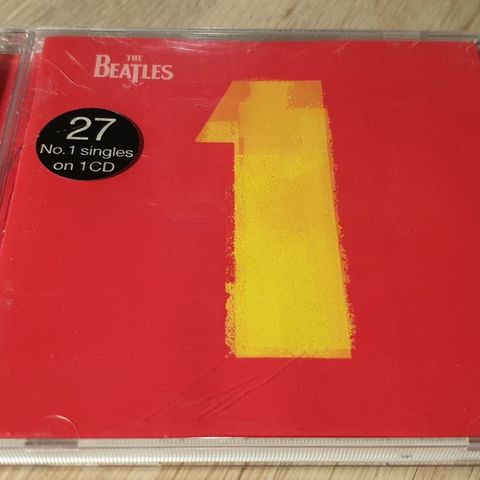 THE
BEATLES
27
No.1 singles
on 1CD
1